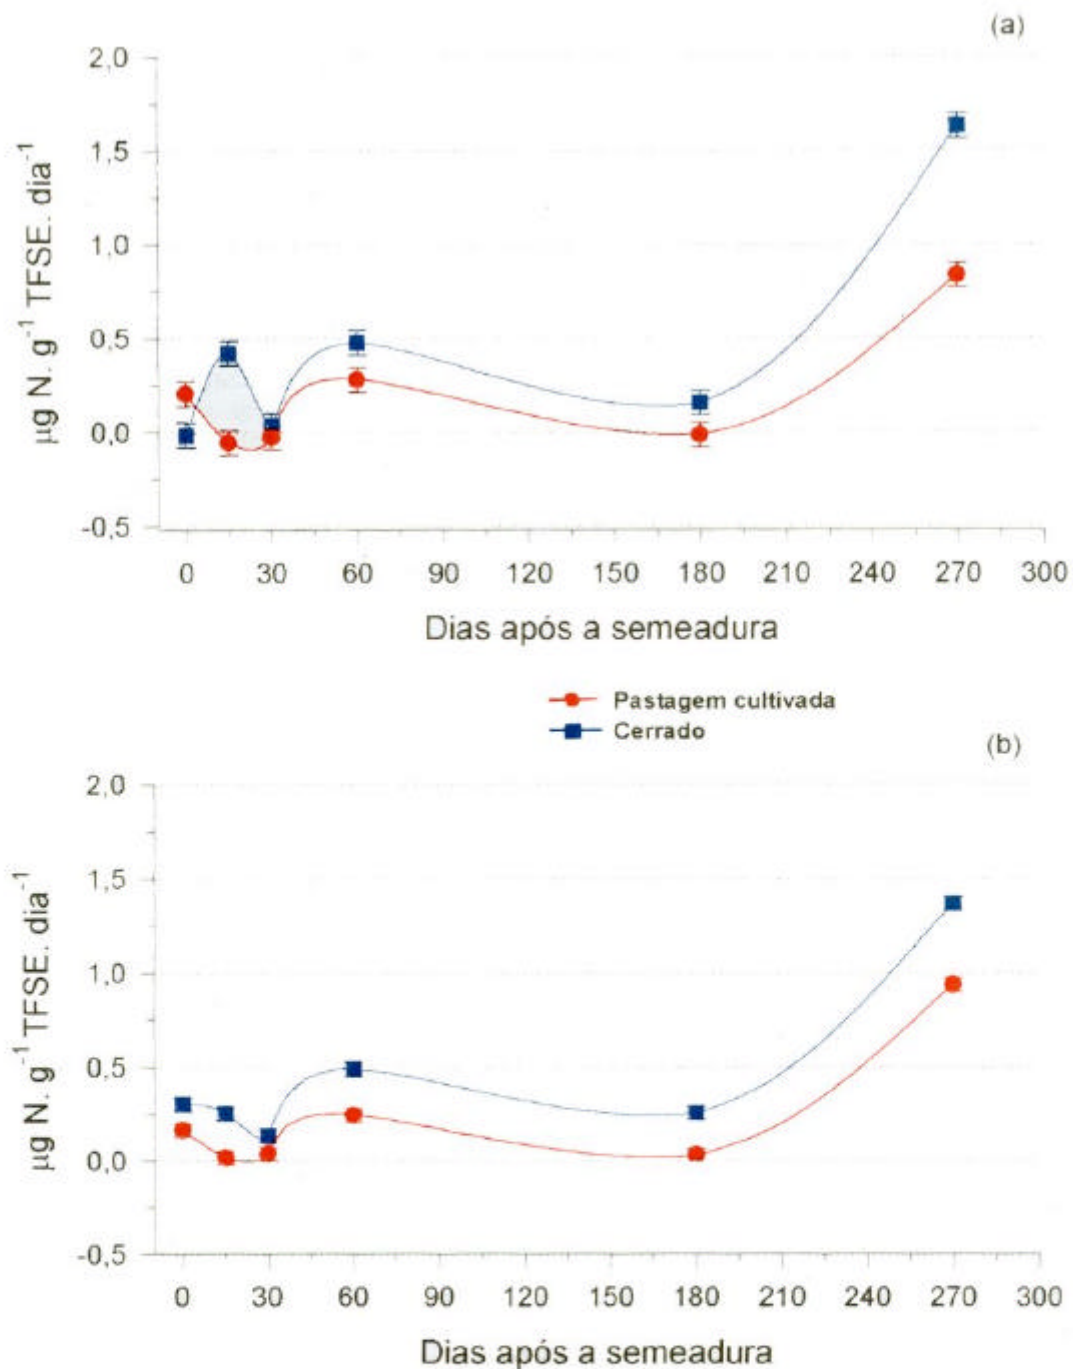 (a)
2,0
1,5
1,0
0,5
0,0
-0,5
µg N. g⁻¹ TFSE. dia⁻¹
0 30 60 90 120 150 180 210 240 270 300
Dias após a semeadura
Pastagem cultivada
Cerrado
(b)
2,0
1,5
1,0
0,5
0,0
-0,5
µg N. g⁻¹ TFSE. dia⁻¹
0 30 60 90 120 150 180 210 240 270 300
Dias após a semeadura